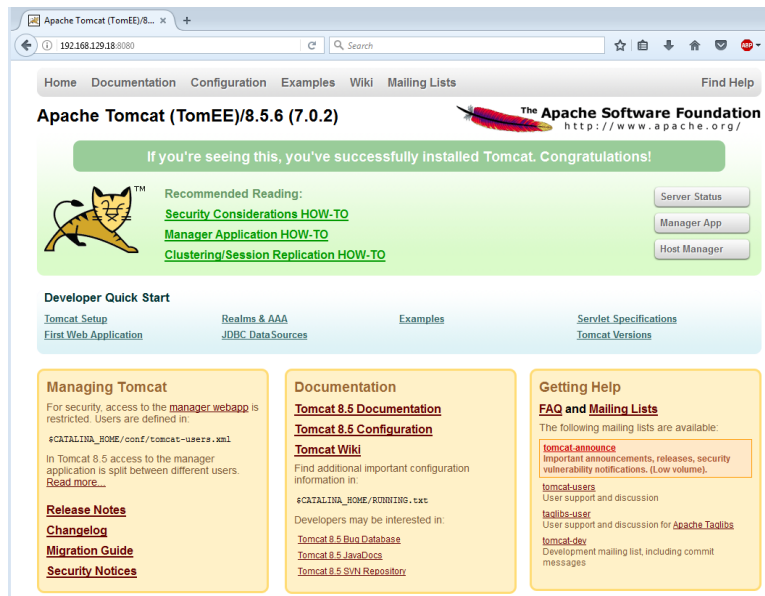 Apache Tomcat (TomEE)/8....
192.168.129.18:8080
Search
ABP
Home Documentation Configuration Examples Wiki Mailing Lists Find Help
Apache Tomcat (TomEE)/8.5.6 (7.0.2)
The Apache Software Foundation
http://www.apache.org/
If you're seeing this, you've successfully installed Tomcat. Congratulations!
TM
Recommended Reading:
Security Considerations HOW-TO
Manager Application HOW-TO
Clustering/Session Replication HOW-TO
Server Status
Manager App
Host Manager
Developer Quick Start
Tomcat Setup
First Web Application
Realms & AAA
JDBC DataSources
Examples
Servlet Specifications
Tomcat Versions
Managing Tomcat
For security, access to the manager webapp is
restricted. Users are defined in:
$CATALINA_HOME/conf/tomcat-users.xml
In Tomcat 8.5 access to the manager
application is split between different users.
Read more...
Release Notes
Changelog
Migration Guide
Security Notices
Documentation
Tomcat 8.5 Documentation
Tomcat 8.5 Configuration
Tomcat Wiki
Find additional important configuration
information in:
$CATALINA_HOME/RUNNING.txt
Developers may be interested in:
Tomcat 8.5 Bug Database
Tomcat 8.5 JavaDocs
Tomcat 8.5 SVN Repository
Getting Help
FAQ and Mailing Lists
The following mailing lists are available:
tomcat-announce
Important announcements, releases, security
vulnerability notifications. (Low volume).
tomcat-users
User support and discussion
taglibs-user
User support and discussion for Apache Taglibs
tomcat-dev
Development mailing list, including commit
messages